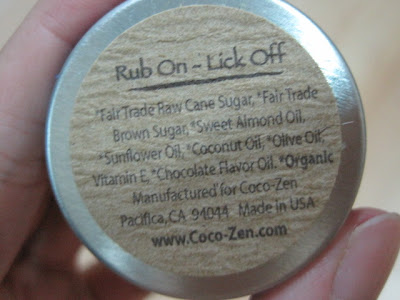 Rub On ~ Lick Off
*Fair Trade Raw Cane Sugar, *Fair Trade
Brown Sugar, *Sweet Almond Oil,
*Sunflower Oil, *Coconut Oil, *Olive Oil,
Vitamin E, *Chocolate Flavor Oil. *Organic
Manufactured for Coco-Zen
Pacifica, CA 94044 Made in USA
www.Coco-Zen.com